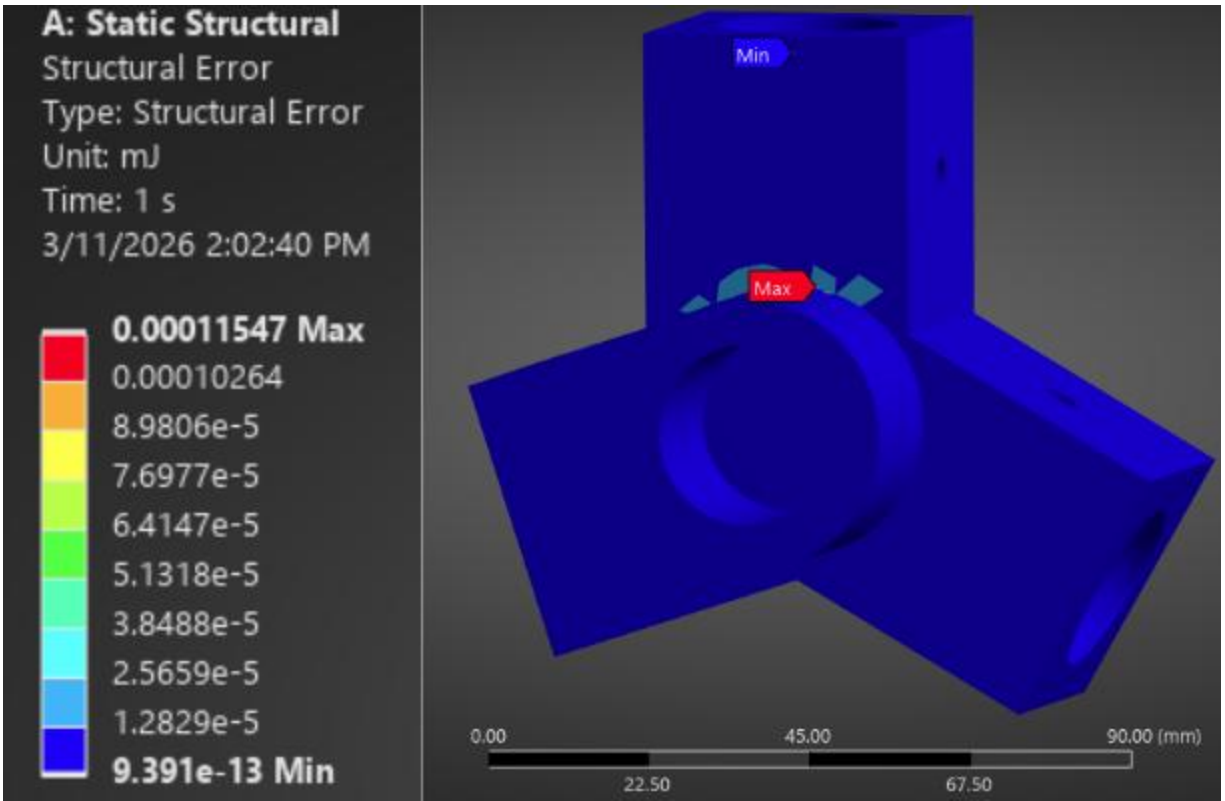 A: Static Structural
Structural Error
Type: Structural Error
Unit: mJ
Time: 1 s
3/11/2026 2:02:40 PM
0.00011547 Max
0.00010264
8.9806e-5
7.6977e-5
6.4147e-5
5.1318e-5
3.8488e-5
2.5659e-5
1.2829e-5
9.391e-13 Min
Min
Max
0.00 45.00 90.00 (mm)
22.50 67.50